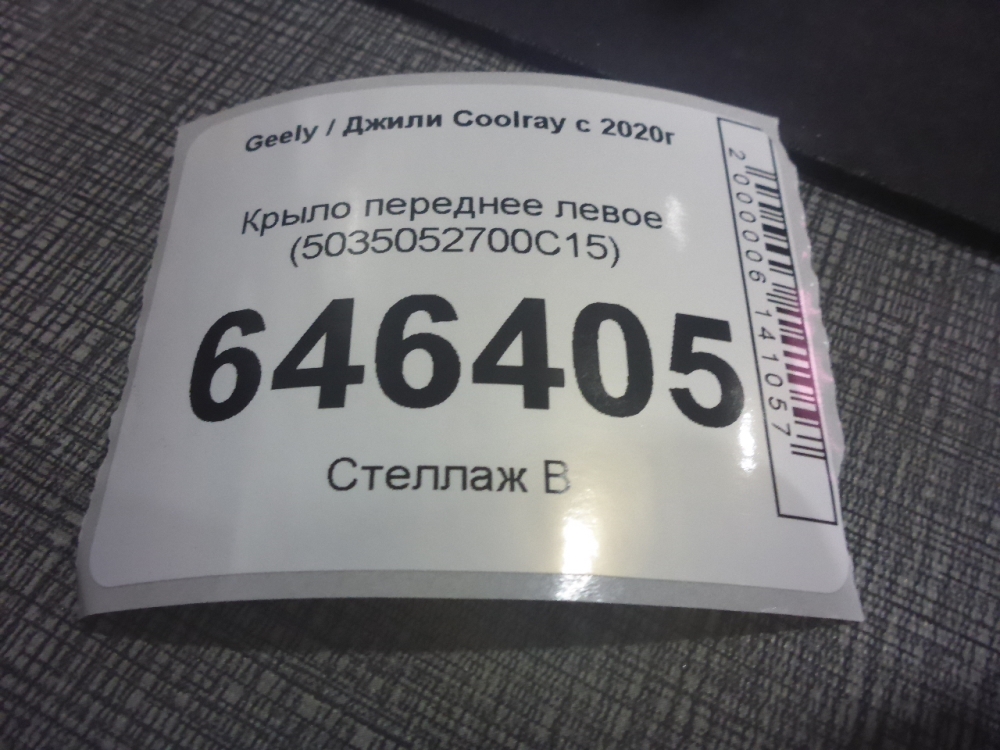 Geely / Джили Coolray с 2020г
Крыло переднее левое
(5035052700C15)
646405
Стеллаж В
2000006141057